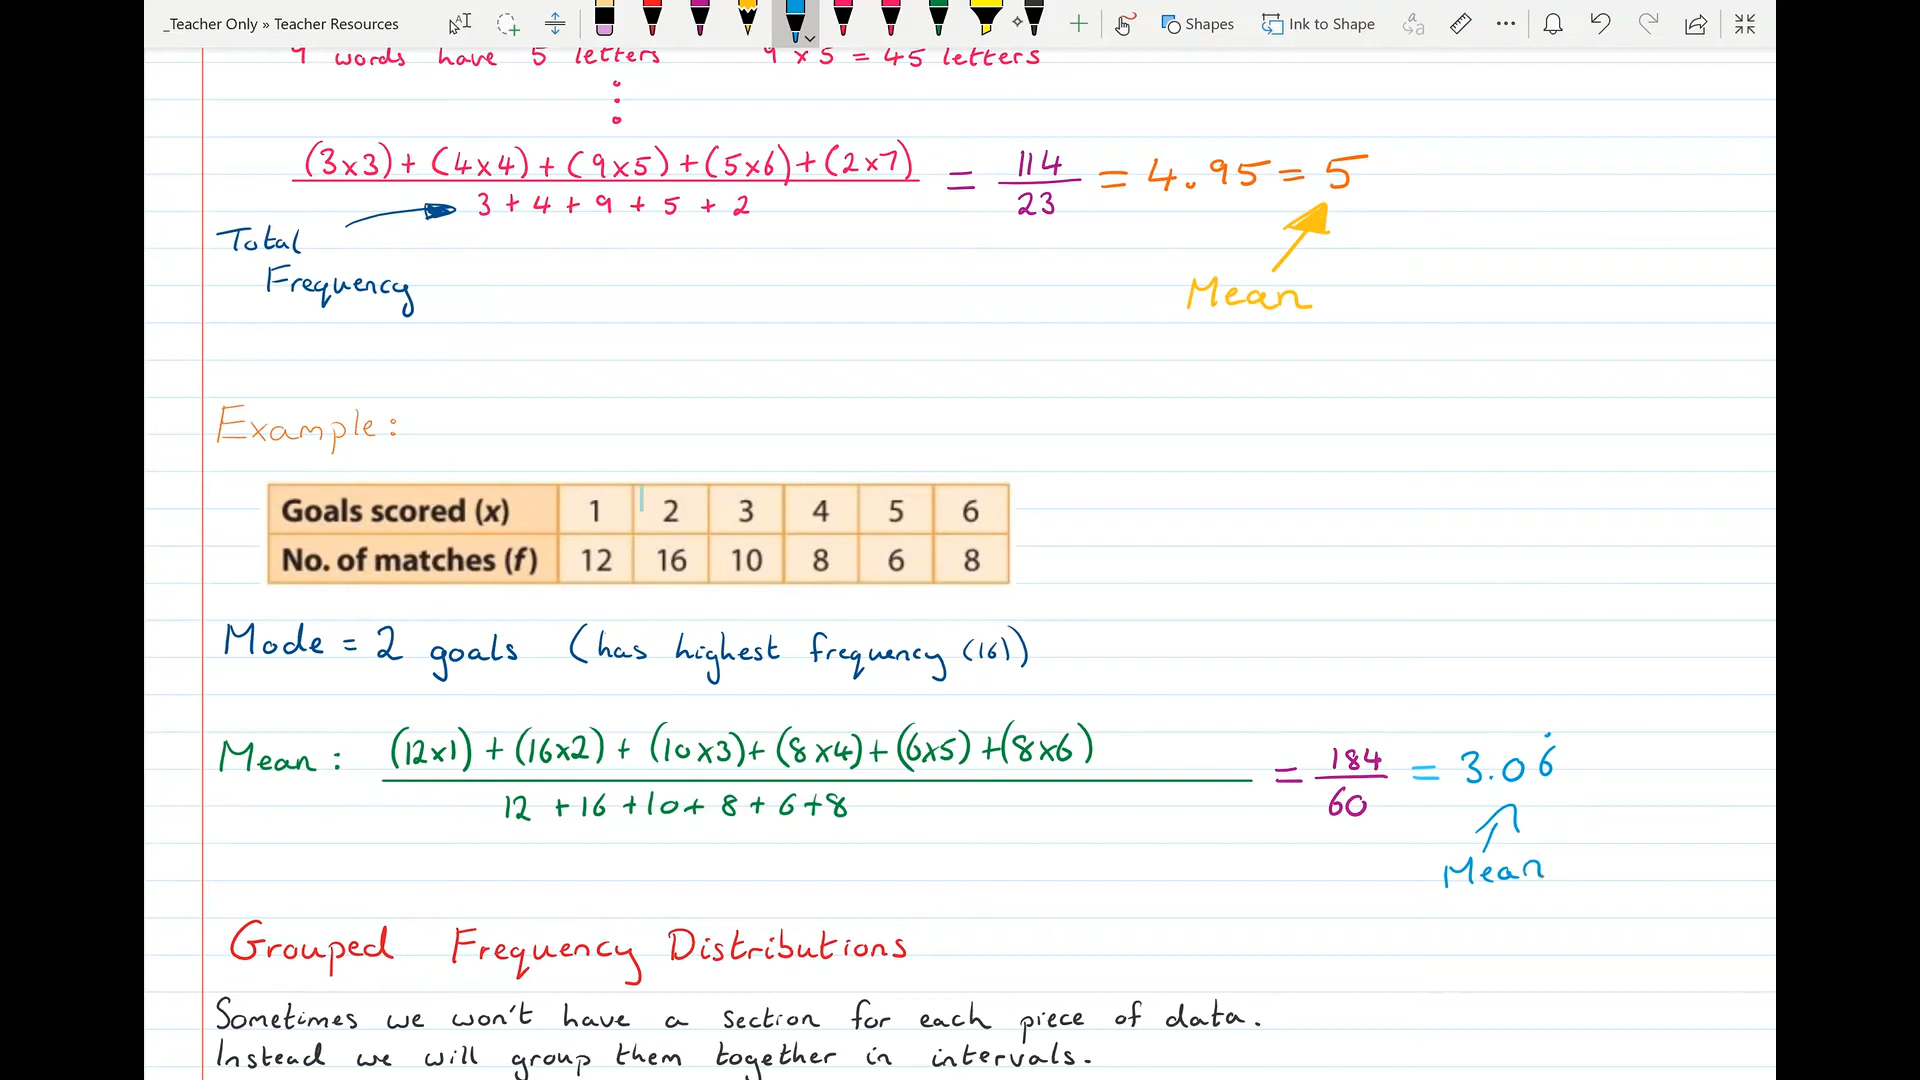 _Teacher Only » Teacher Resources
Shapes
Ink to Shape
9 words have 5 letters 9 x 5 = 45 letters
(3x3) + (4x4) + (9x5) + (5x6) + (2x7) = 114 = 4.95 = 5
3 + 4 + 9 + 5 + 2 23
Total
Frequency
Mean
Example:
Goals scored (x) 1 2 3 4 5 6
No. of matches (f) 12 16 10 8 6 8
Mode = 2 goals (has highest frequency (16))
Mean: (12x1) + (16x2) + (10x3) + (8x4) + (6x5) + (8x6) = 184 = 3.06̇
12 + 16 + 10 + 8 + 6 + 8 60
Mean
Grouped Frequency Distributions
Sometimes we won't have a section for each piece of data.
Instead we will group them together in intervals.